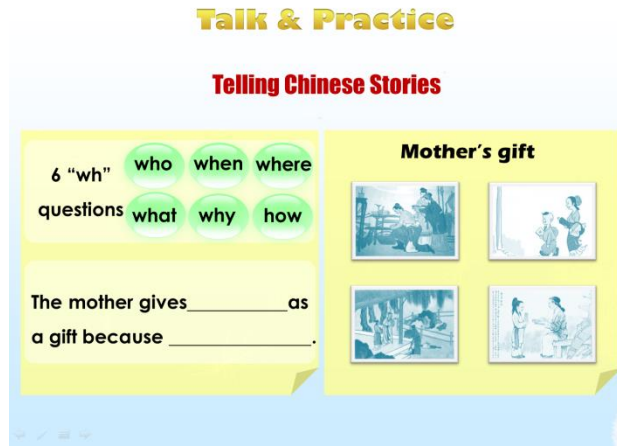 Talk & Practice
Telling Chinese Stories
6 “wh”
questions
who when where
what why how
The mother gives__________as
a gift because ______________.
Mother’s gift